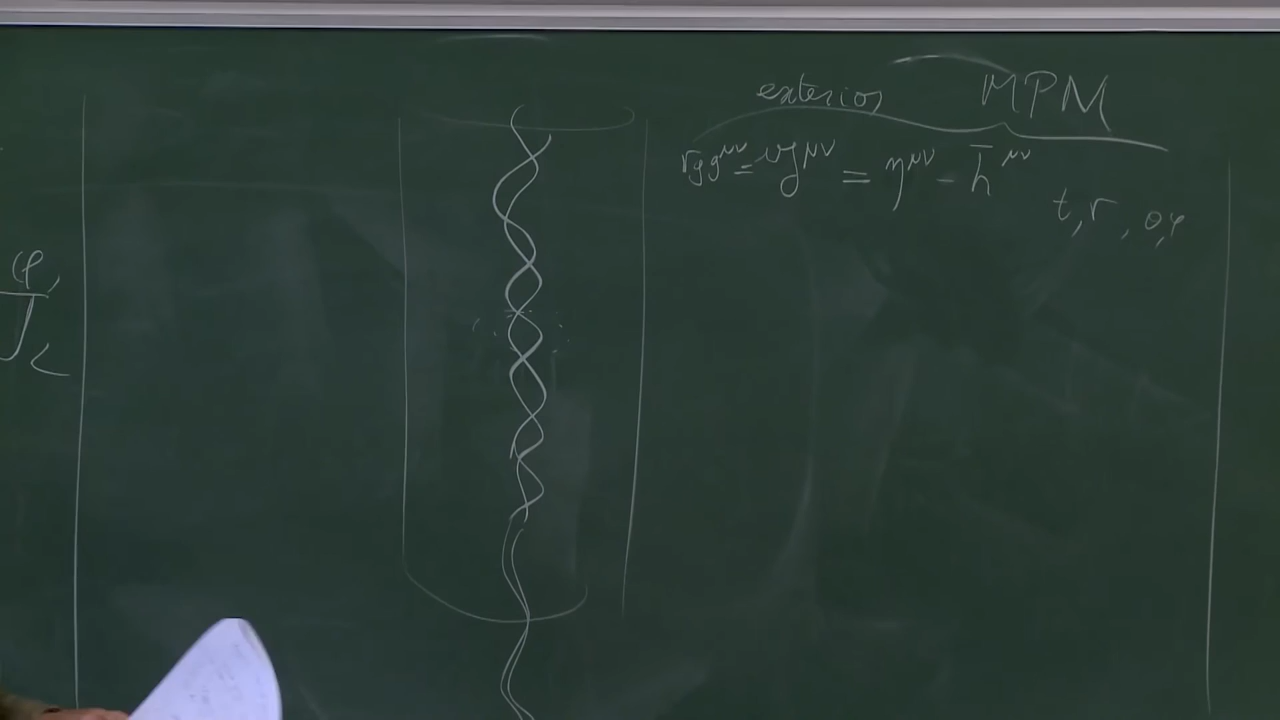 exterior MPM
√g g^μν = 𝔤^μν = η^μν - h̄^μν
t, r, θ, φ
φ
J<